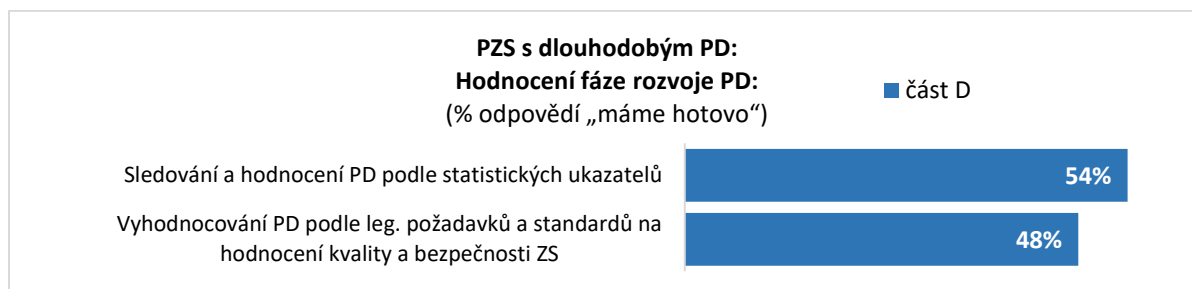 PZS s dlouhodobým PD:
Hodnocení fáze rozvoje PD:
(% odpovědí „máme hotovo“)
část D
Sledování a hodnocení PD podle statistických ukazatelů
54%
Vyhodnocování PD podle leg. požadavků a standardů na
hodnocení kvality a bezpečnosti ZS
48%